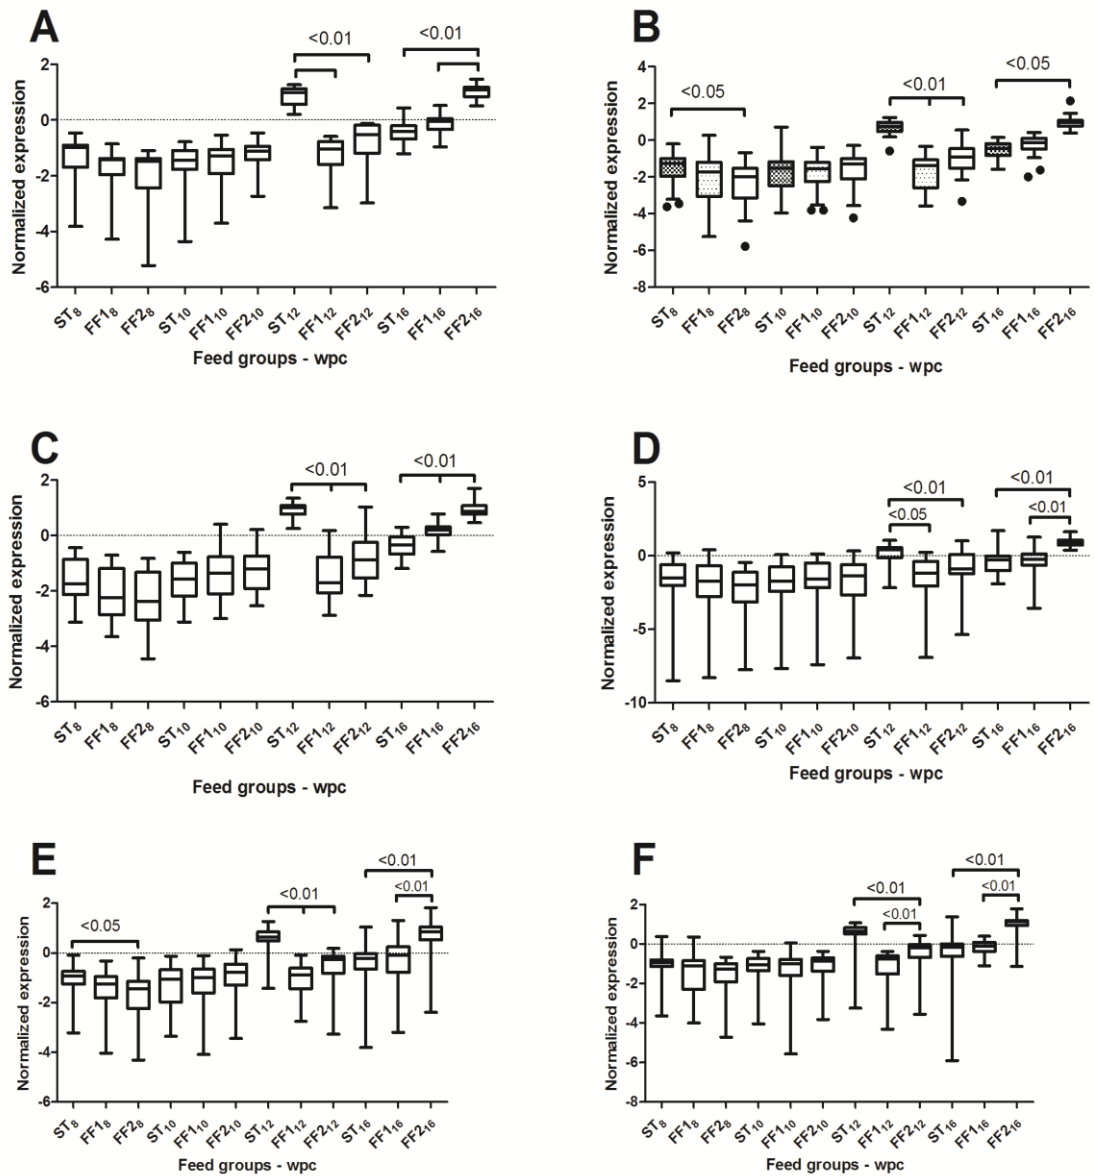 A
<0.01
<0.01
2
0
-2
-4
-6
Normalized expression
ST₈ FF1₈ FF2₈ ST₁₀ FF1₁₀ FF2₁₀ ST₁₂ FF1₁₂ FF2₁₂ ST₁₆ FF1₁₆ FF2₁₆
Feed groups - wpc
B
<0.05
<0.01
<0.05
4
2
0
-2
-4
-6
-8
Normalized expression
ST₈ FF1₈ FF2₈ ST₁₀ FF1₁₀ FF2₁₀ ST₁₂ FF1₁₂ FF2₁₂ ST₁₆ FF1₁₆ FF2₁₆
Feed groups - wpc
C
<0.01
<0.01
2
0
-2
-4
-6
Normalized expression
ST₈ FF1₈ FF2₈ ST₁₀ FF1₁₀ FF2₁₀ ST₁₂ FF1₁₂ FF2₁₂ ST₁₆ FF1₁₆ FF2₁₆
Feed groups - wpc
D
<0.01
<0.01
<0.05
<0.01
5
0
-5
-10
Normalized expression
ST₈ FF1₈ FF2₈ ST₁₀ FF1₁₀ FF2₁₀ ST₁₂ FF1₁₂ FF2₁₂ ST₁₆ FF1₁₆ FF2₁₆
Feed groups - wpc
E
<0.01
<0.01
<0.01
<0.05
2
0
-2
-4
-6
Normalized expression
ST₈ FF1₈ FF2₈ ST₁₀ FF1₁₀ FF2₁₀ ST₁₂ FF1₁₂ FF2₁₂ ST₁₆ FF1₁₆ FF2₁₆
Feed groups - wpc
F
<0.01
<0.01
<0.01
<0.01
2
0
-2
-4
-6
-8
Normalized expression
ST₈ FF1₈ FF2₈ ST₁₀ FF1₁₀ FF2₁₀ ST₁₂ FF1₁₂ FF2₁₂ ST₁₆ FF1₁₆ FF2₁₆
Feed groups - wpc